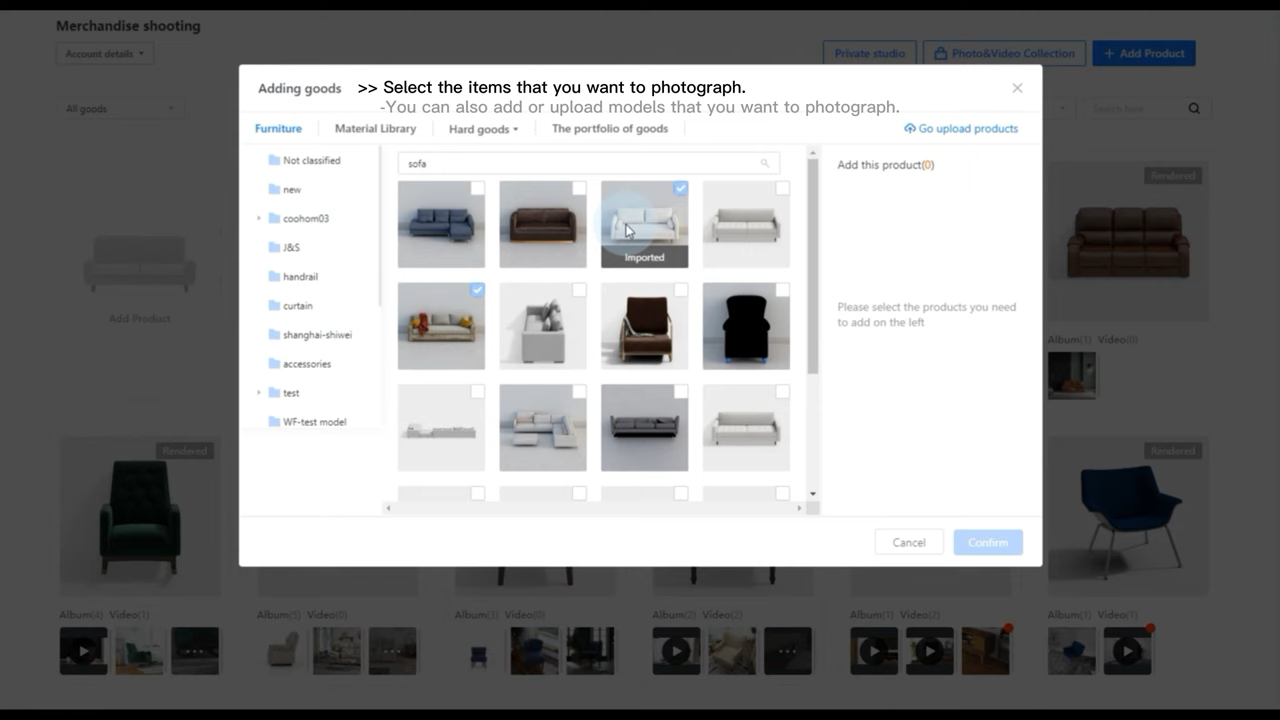 Merchandise shooting
Account details
Private studio
Photo&Video Collection
+ Add Product
Adding goods
>> Select the items that you want to photograph.
-You can also add or upload models that you want to photograph.
All goods
Search here
Furniture
Material Library
Hard goods
The portfolio of goods
Go upload products
Not classified
new
coohom03
J&S
handrail
curtain
shanghai-shiwei
accessories
test
WF-test model
sofa
Imported
Add this product(0)
Please select the products you need
to add on the left
Cancel
Confirm
Add Product
Rendered
Album(1) Video(0)
Rendered
Rendered
Album(4) Video(1)
Album(5) Video(0)
Album(3) Video(0)
Album(2) Video(2)
Album(1) Video(2)
Album(1) Video(1)